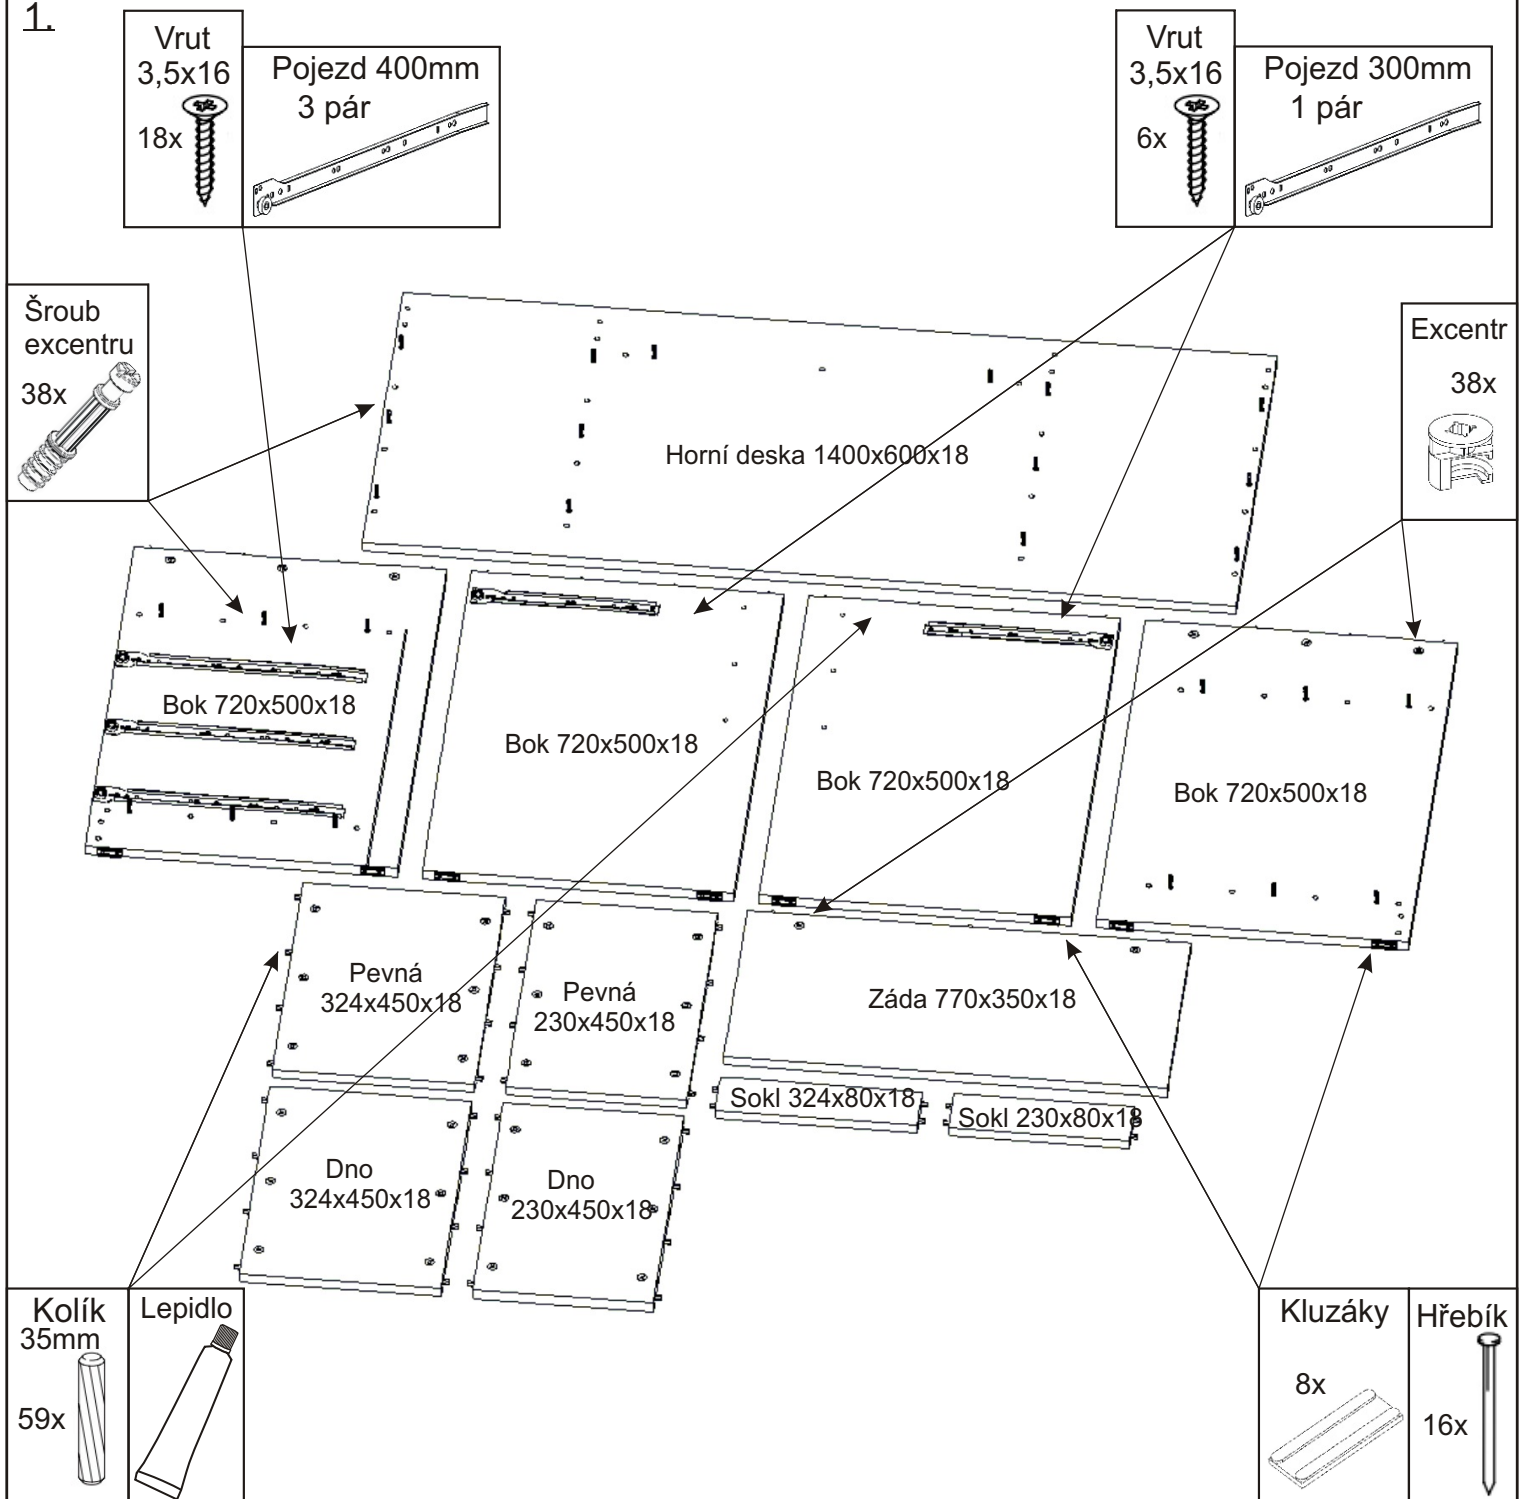 1.
Vrut
3,5x16
18x
Pojezd 400mm
3 pár
Vrut
3,5x16
6x
Pojezd 300mm
1 pár
Šroub
excentru
38x
Excentr
38x
Horní deska 1400x600x18
Bok 720x500x18
Bok 720x500x18
Bok 720x500x18
Bok 720x500x18
Pevná
324x450x18
Pevná
230x450x18
Záda 770x350x18
Sokl 324x80x18
Sokl 230x80x18
Dno
324x450x18
Dno
230x450x18
Kolík
35mm
59x
Lepidlo
Kluzáky
8x
Hřebík
16x